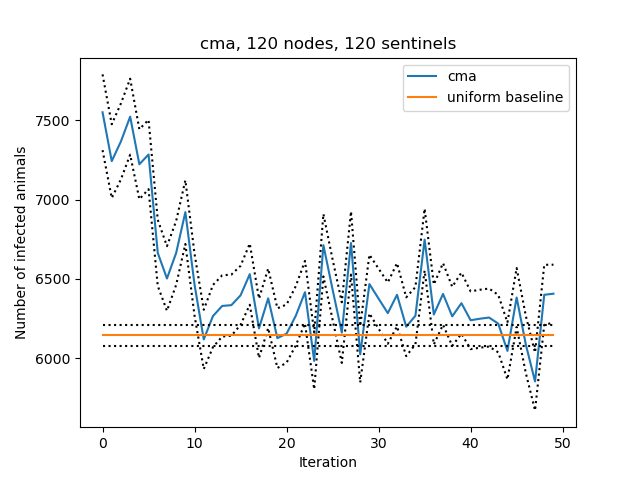 cma, 120 nodes, 120 sentinels
cma
uniform baseline
Number of infected animals
7500
7000
6500
6000
0
10
20
30
40
50
Iteration